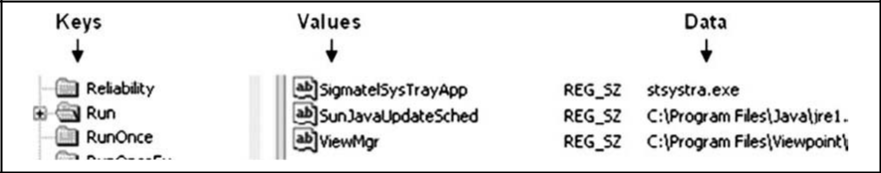 Keys Values Data
Reliability SigmatelSysTrayApp REG_SZ stsystra.exe
Run SunJavaUpdateSched REG_SZ C:\Program Files\Java\jre1.
RunOnce ViewMgr REG_SZ C:\Program Files\Viewpoint\